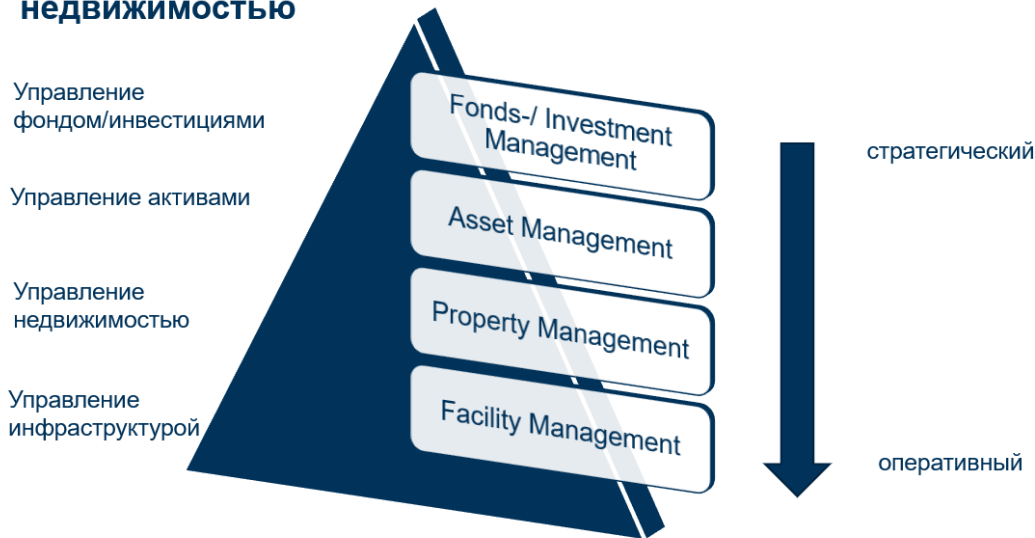 недвижимостью
Управление
фондом/инвестициями
Fonds-/ Investment
Management
стратегический
Управление активами
Asset Management
Управление
недвижимостью
Property Management
Управление
инфраструктурой
Facility Management
оперативный